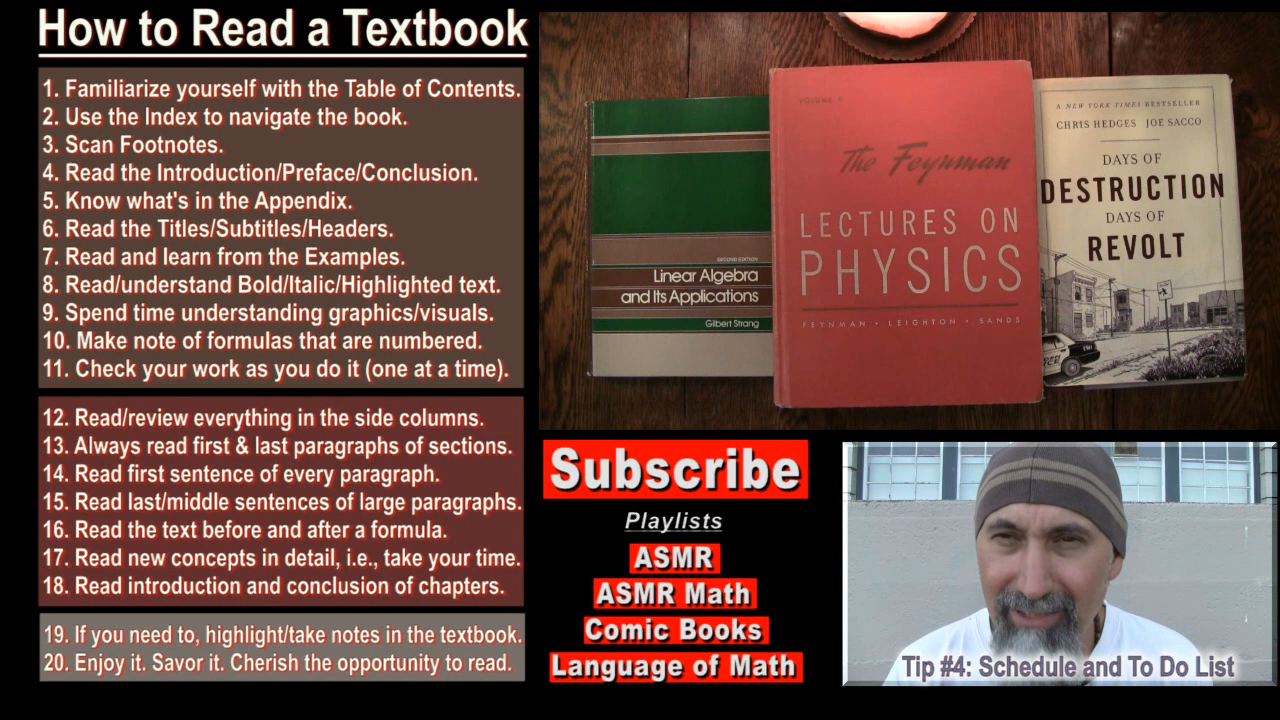 How to Read a Textbook
1. Familiarize yourself with the Table of Contents.
2. Use the Index to navigate the book.
3. Scan Footnotes.
4. Read the Introduction/Preface/Conclusion.
5. Know what's in the Appendix.
6. Read the Titles/Subtitles/Headers.
7. Read and learn from the Examples.
8. Read/understand Bold/Italic/Highlighted text.
9. Spend time understanding graphics/visuals.
10. Make note of formulas that are numbered.
11. Check your work as you do it (one at a time).
12. Read/review everything in the side columns.
13. Always read first & last paragraphs of sections.
14. Read first sentence of every paragraph.
15. Read last/middle sentences of large paragraphs.
16. Read the text before and after a formula.
17. Read new concepts in detail, i.e., take your time.
18. Read introduction and conclusion of chapters.
19. If you need to, highlight/take notes in the textbook.
20. Enjoy it. Savor it. Cherish the opportunity to read.
SECOND EDITION
Linear Algebra
and Its Applications
Gilbert Strang
VOLUME
The Feynman
LECTURES ON
PHYSICS
FEYNMAN • LEIGHTON • SANDS
A NEW YORK TIMES BESTSELLER
CHRIS HEDGES JOE SACCO
DAYS OF
DESTRUCTION
DAYS OF
REVOLT
Subscribe
Playlists
ASMR
ASMR Math
Comic Books
Language of Math
Tip #4: Schedule and To Do List